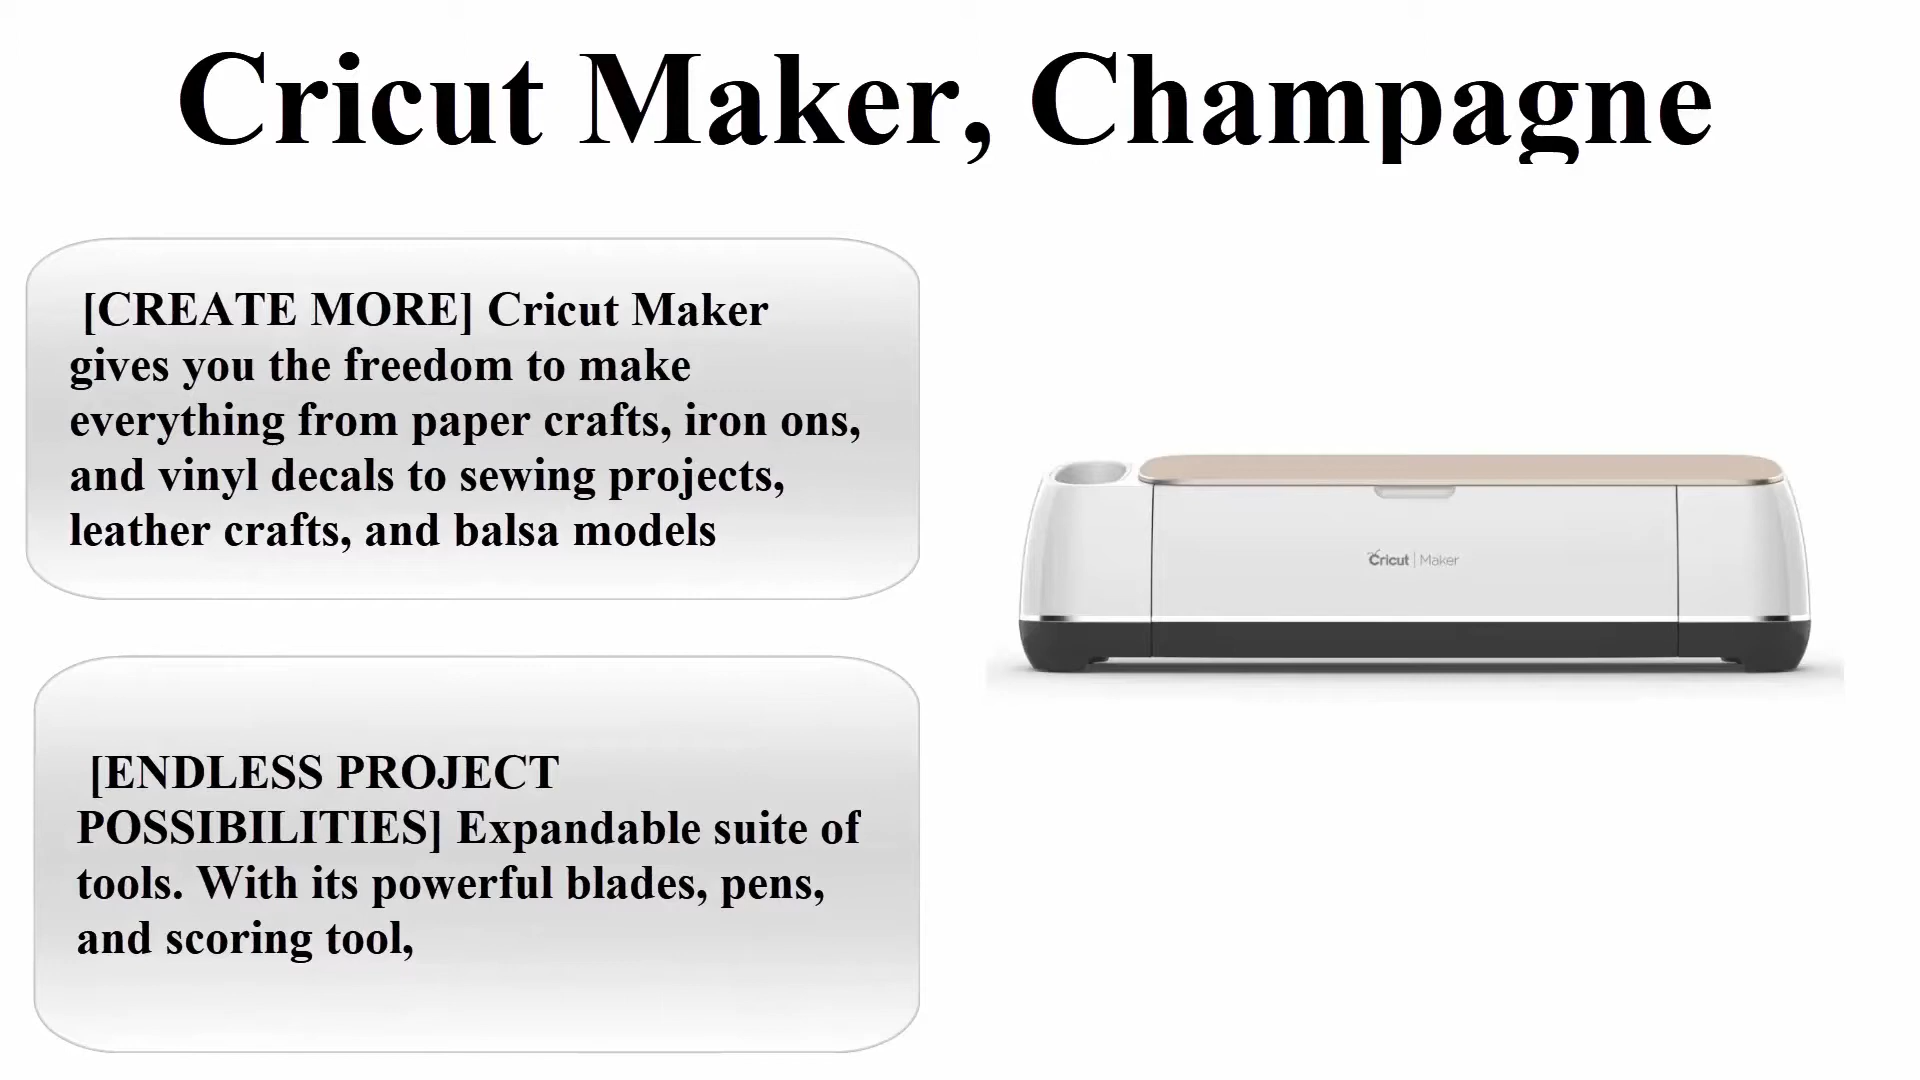 Cricut Maker, Champagne
[CREATE MORE] Cricut Maker
gives you the freedom to make
everything from paper crafts, iron ons,
and vinyl decals to sewing projects,
leather crafts, and balsa models
Cricut | Maker
[ENDLESS PROJECT
POSSIBILITIES] Expandable suite of
tools. With its powerful blades, pens,
and scoring tool,